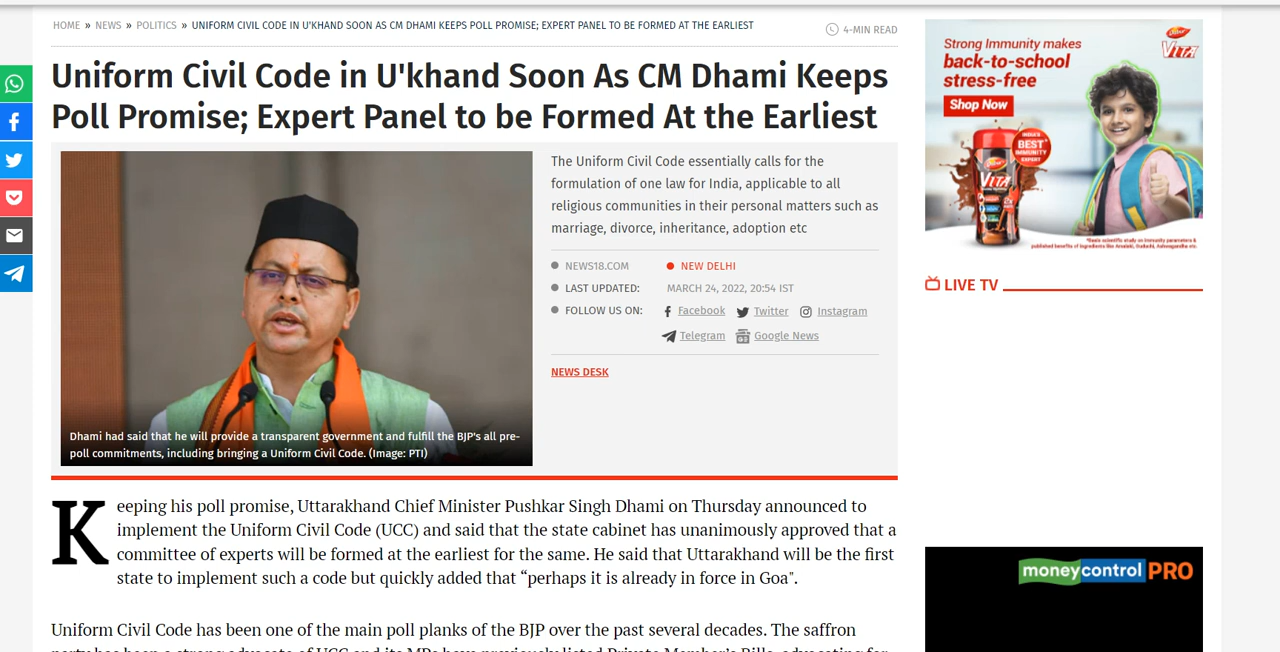 HOME » NEWS » POLITICS » UNIFORM CIVIL CODE IN U'KHAND SOON AS CM DHAMI KEEPS POLL PROMISE; EXPERT PANEL TO BE FORMED AT THE EARLIEST
4-MIN READ
Uniform Civil Code in U'khand Soon As CM Dhami Keeps
Poll Promise; Expert Panel to be Formed At the Earliest
Dhami had said that he will provide a transparent government and fulfill the BJP's all pre-
poll commitments, including bringing a Uniform Civil Code. (Image: PTI)
The Uniform Civil Code essentially calls for the
formulation of one law for India, applicable to all
religious communities in their personal matters such as
marriage, divorce, inheritance, adoption etc
NEWS18.COM NEW DELHI
LAST UPDATED: MARCH 24, 2022, 20:54 IST
FOLLOW US ON: Facebook Twitter Instagram
Telegram Google News
NEWS DESK
Keeping his poll promise, Uttarakhand Chief Minister Pushkar Singh Dhami on Thursday announced to
implement the Uniform Civil Code (UCC) and said that the state cabinet has unanimously approved that a
committee of experts will be formed at the earliest for the same. He said that Uttarakhand will be the first
state to implement such a code but quickly added that “perhaps it is already in force in Goa".
Uniform Civil Code has been one of the main poll planks of the BJP over the past several decades. The saffron
Strong Immunity makes
back-to-school
stress-free
Shop Now
Dabur
VITA
INDIA'S
BEST
IMMUNITY
EXPERT
VITA
LIVE TV
moneycontrol PRO